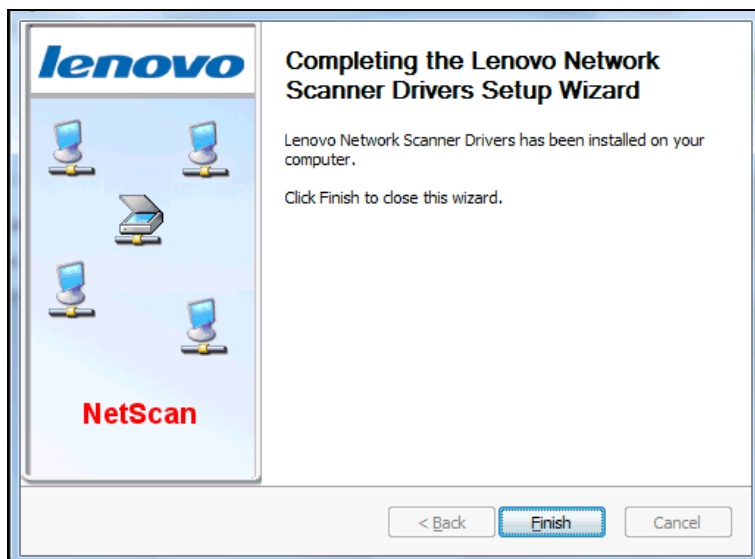 lenovo
NetScan
Completing the Lenovo Network
Scanner Drivers Setup Wizard
Lenovo Network Scanner Drivers has been installed on your
computer.
Click Finish to close this wizard.
< Back
Finish
Cancel